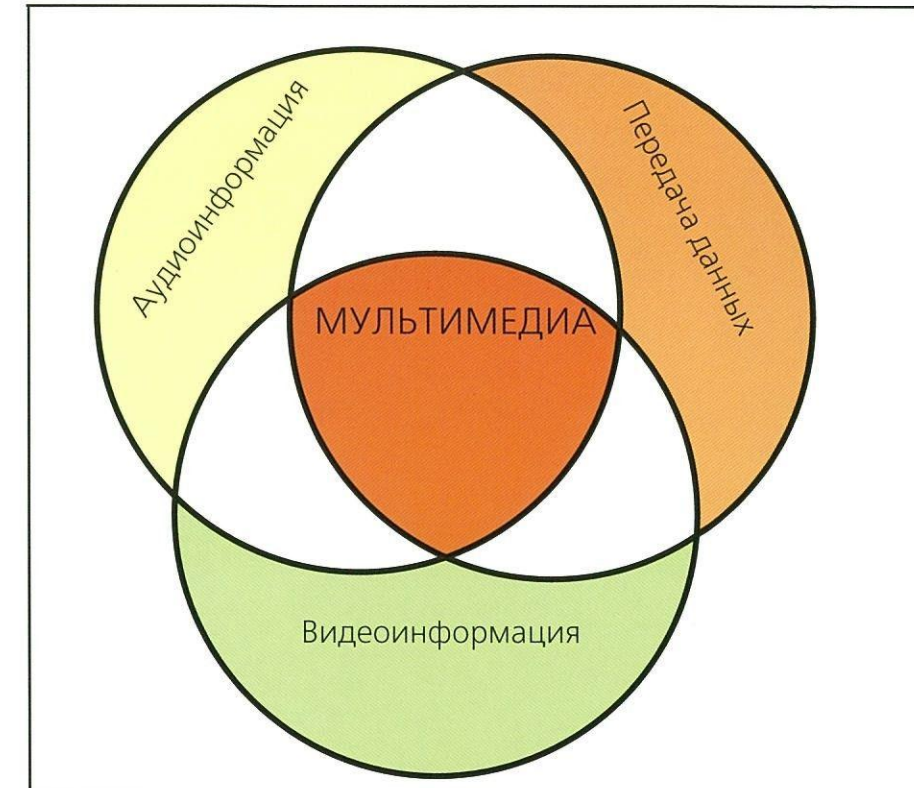 Аудиоинформация
Передача данных
МУЛЬТИМЕДИА
Видеоинформация